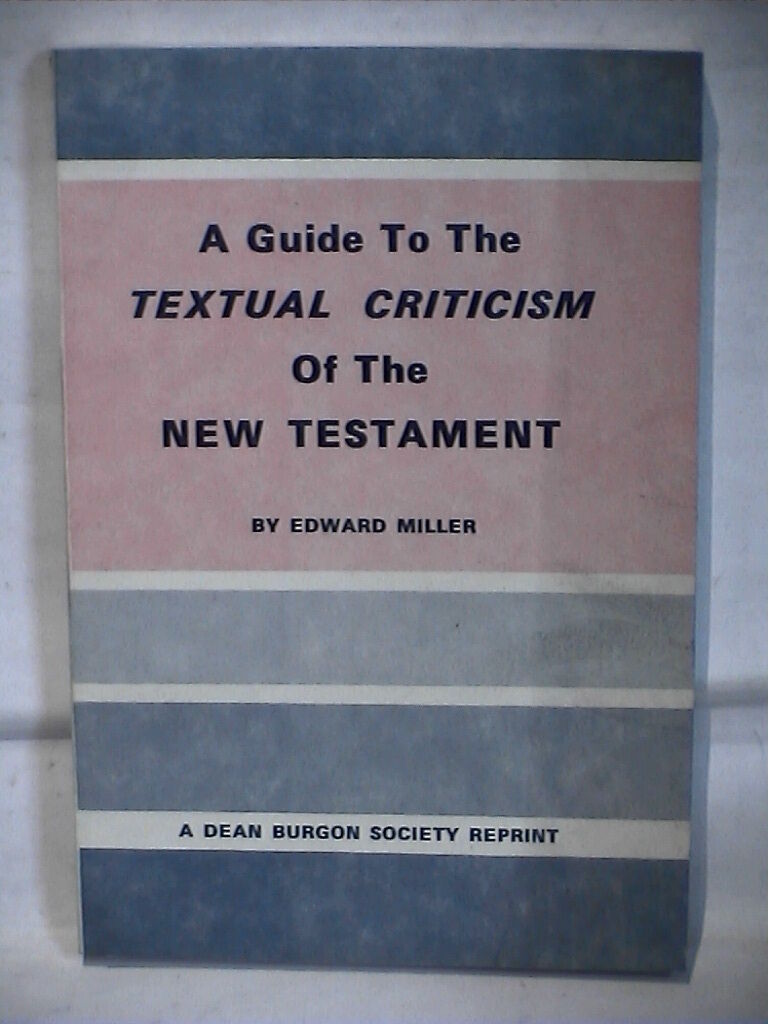 A Guide To The
TEXTUAL CRITICISM
Of The
NEW TESTAMENT
BY EDWARD MILLER
A DEAN BURGON SOCIETY REPRINT